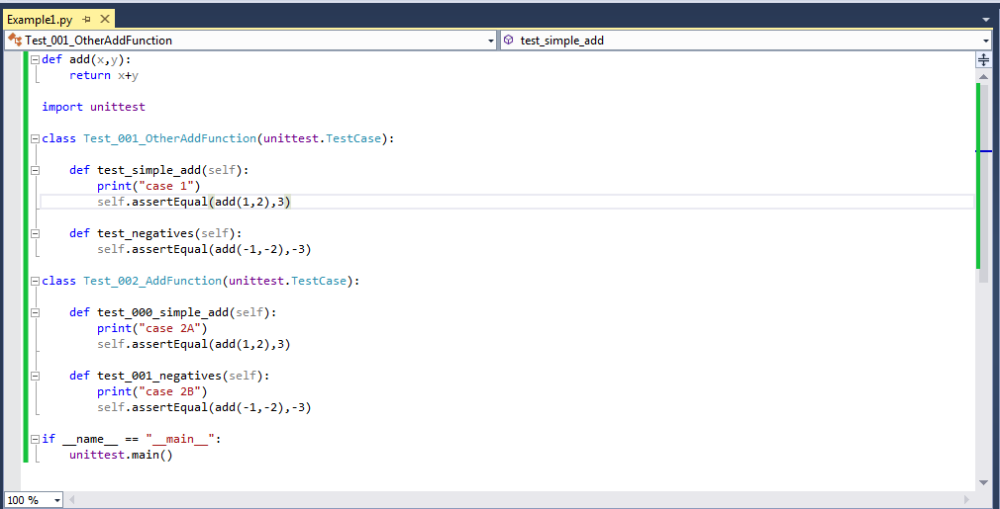 Example1.py
Test_001_OtherAddFunction test_simple_add
def add(x,y):
    return x+y

import unittest

class Test_001_OtherAddFunction(unittest.TestCase):

    def test_simple_add(self):
        print("case 1")
        self.assertEqual(add(1,2),3)

    def test_negatives(self):
        self.assertEqual(add(-1,-2),-3)

class Test_002_AddFunction(unittest.TestCase):

    def test_000_simple_add(self):
        print("case 2A")
        self.assertEqual(add(1,2),3)

    def test_001_negatives(self):
        print("case 2B")
        self.assertEqual(add(-1,-2),-3)

if __name__ == "__main__":
    unittest.main()
100 %